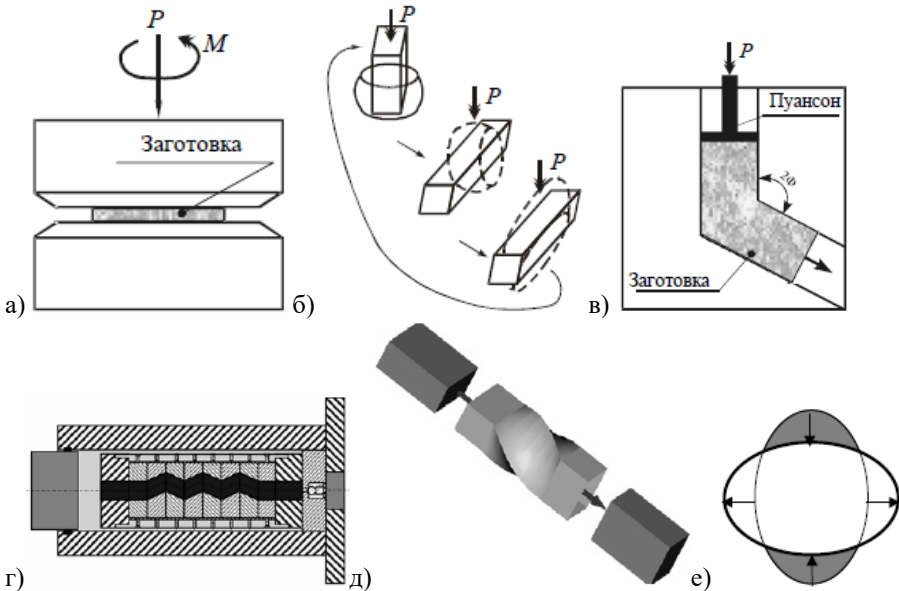 P
M
Заготовка
а)
P
P
P
б)
P
Пуансон
2Φ
Заготовка
в)
г)
д)
е)